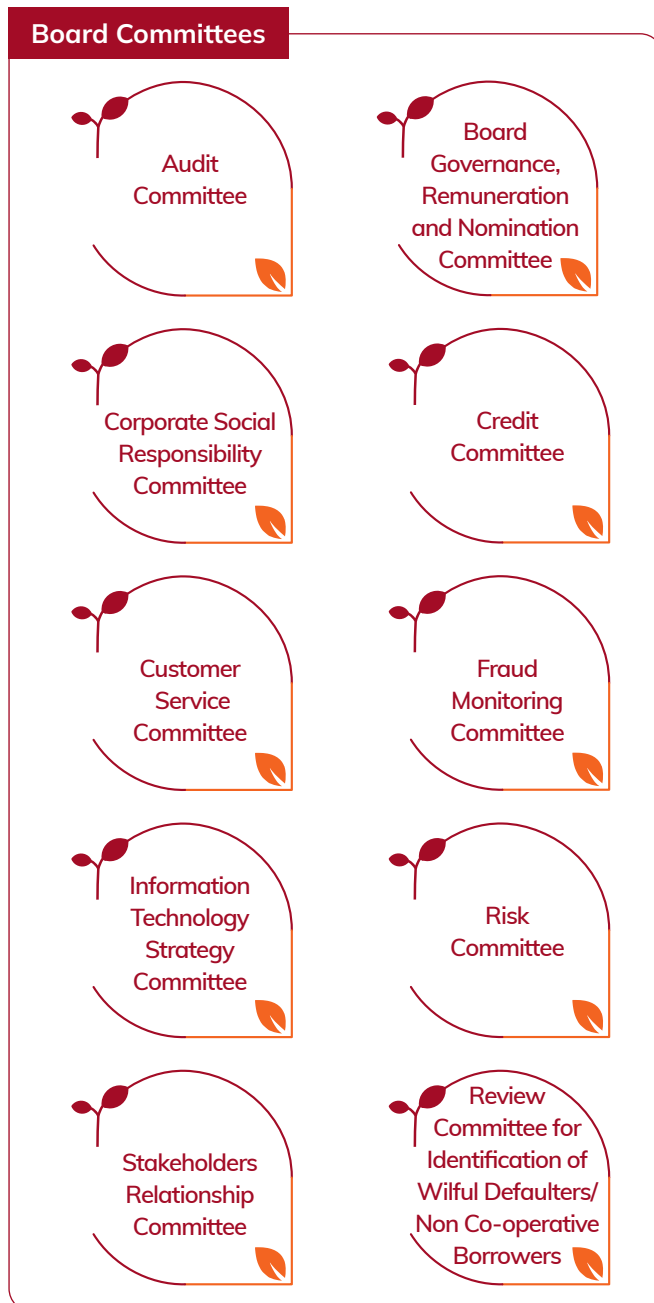 Board Committees
Audit
Committee
Board
Governance,
Remuneration
and Nomination
Committee
Corporate Social
Responsibility
Committee
Credit
Committee
Customer
Service
Committee
Fraud
Monitoring
Committee
Information
Technology
Strategy
Committee
Risk
Committee
Stakeholders
Relationship
Committee
Review
Committee for
Identification of
Wilful Defaulters/
Non Co-operative
Borrowers